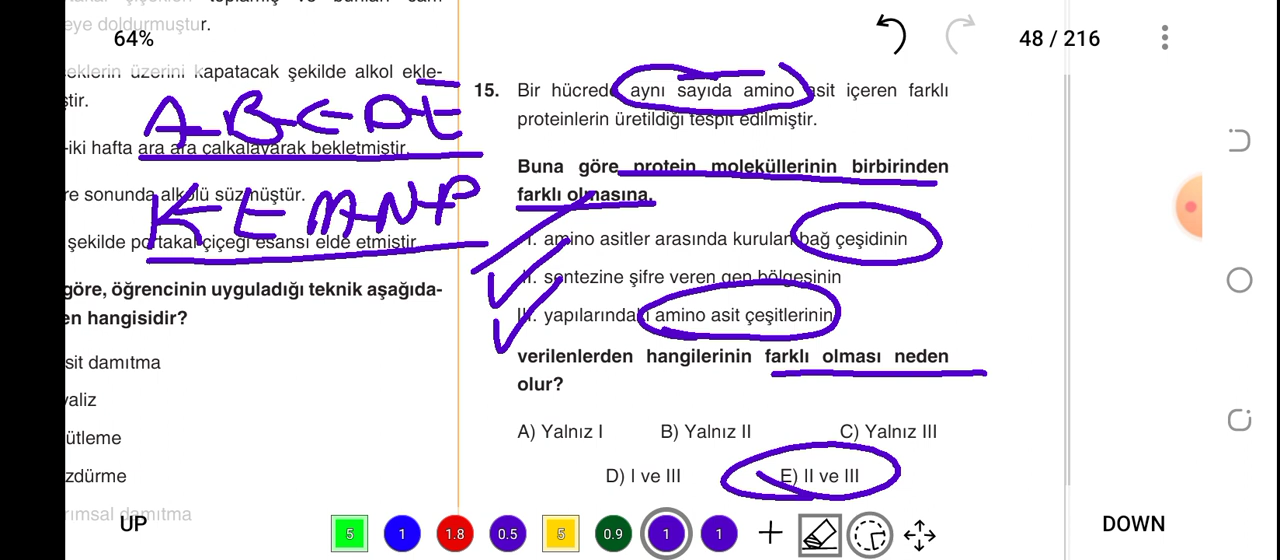 64%
48 / 216
toplamış ve bunları cam
eye doldurmuştur.
eklerin üzerini kapatacak şekilde alkol ekle-
ştir.
-iki hafta ara ara çalkalayarak bekletmiştir.
re sonunda alkolü süzmüştür.
şekilde portakal çiçeği esansı elde etmiştir.
göre, öğrencinin uyguladığı teknik aşağıda-
en hangisidir?
sit damıtma
yaliz
ütleme
zdürme
rımsal damıtma
A-B-C-D-E
K-E-M-N-P
15. Bir hücrede aynı sayıda amino asit içeren farklı
proteinlerin üretildiği tespit edilmiştir.
Buna göre protein moleküllerinin birbirinden
farklı olmasına,
I. amino asitler arasında kurulan bağ çeşidinin
II. sentezine şifre veren gen bölgesinin
III. yapılarındaki amino asit çeşitlerinin
verilenlerden hangilerinin farklı olması neden
olur?
A) Yalnız I B) Yalnız II C) Yalnız III
D) I ve III E) II ve III
UP
5 1 1.8 0.5 5 0.9 1 1
DOWN